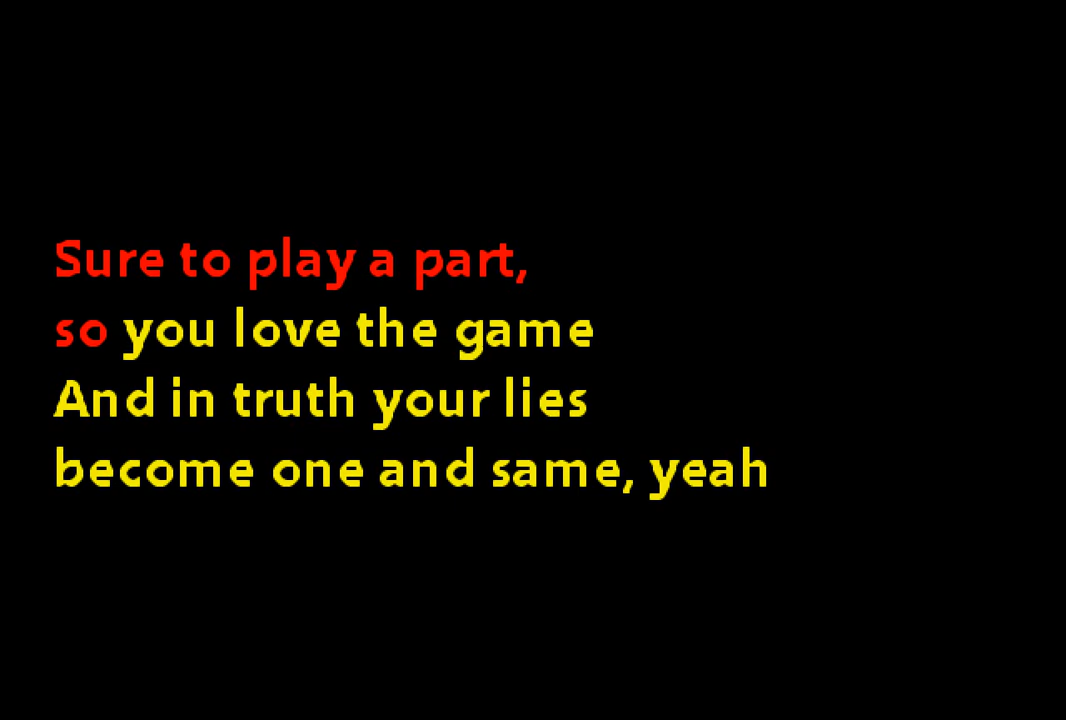 Sure to play a part,
so you love the game
And in truth your lies
become one and same, yeah